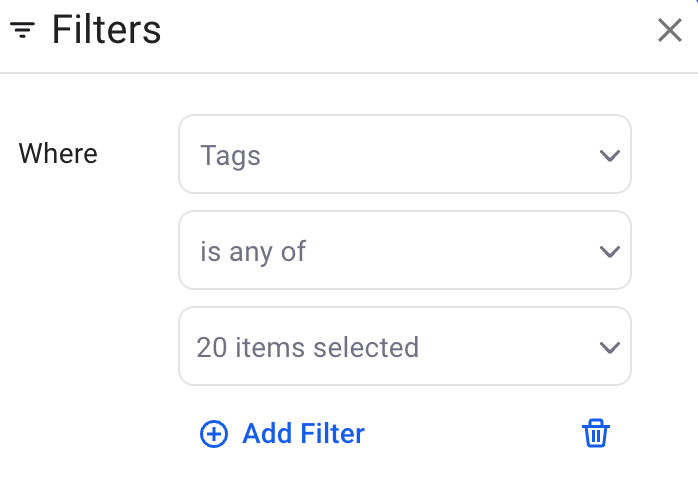 Filters
Where
Tags
is any of
20 items selected
Add Filter